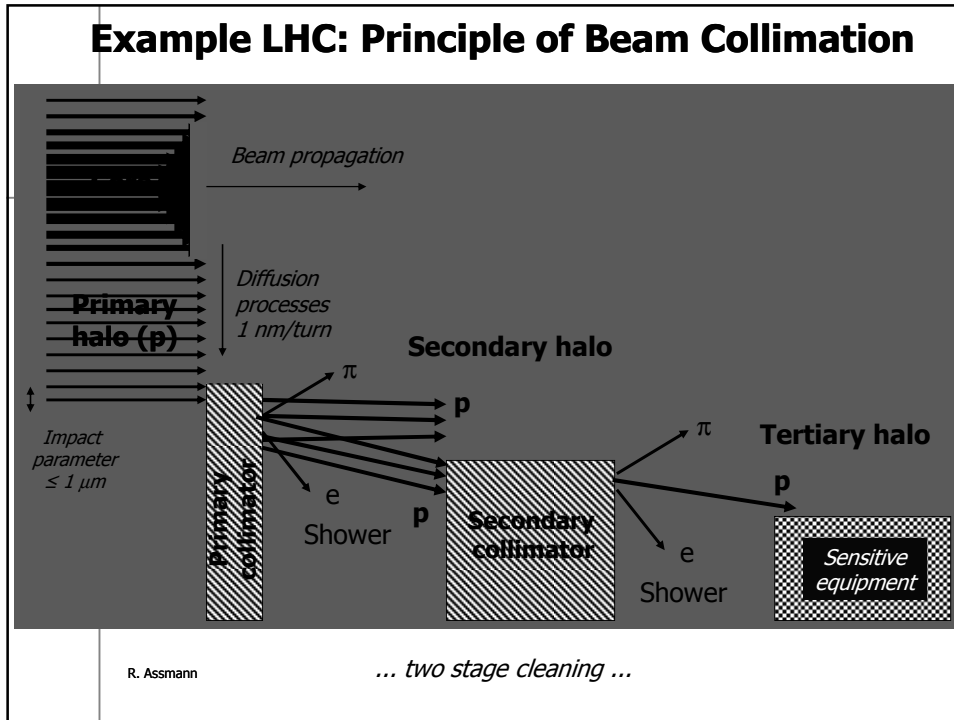 Example LHC: Principle of Beam Collimation
Beam propagation
Diffusion
processes
1 nm/turn
Primary
halo (p)
Secondary halo
π
p
Impact
parameter
≤ 1 μm
Primary
collimator
e
Shower
p
Secondary
collimator
π
Tertiary halo
p
e
Shower
Sensitive
equipment
R. Assmann
... two stage cleaning ...